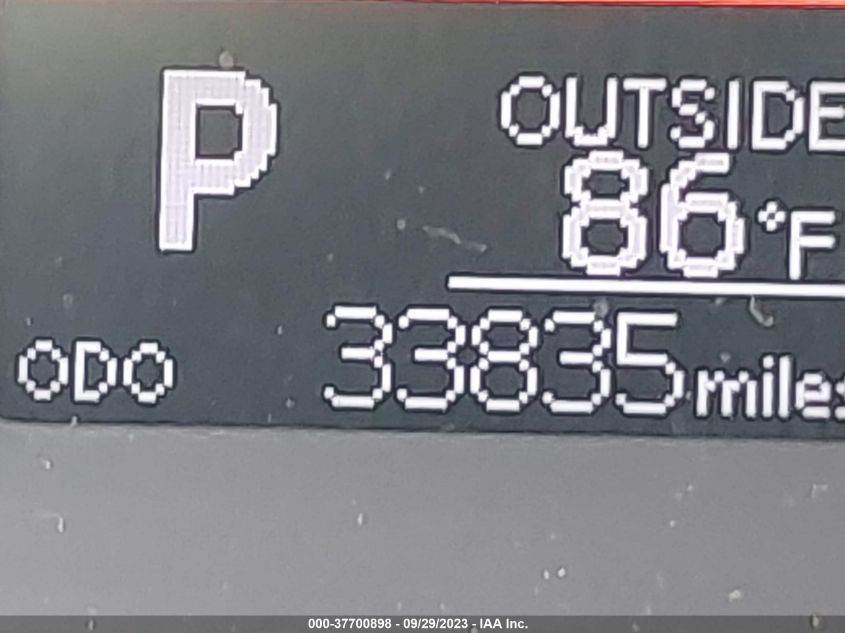 P
OUTSIDE
86°F
ODO 33835 miles
000-37700898 - 09/29/2023 - IAA Inc.